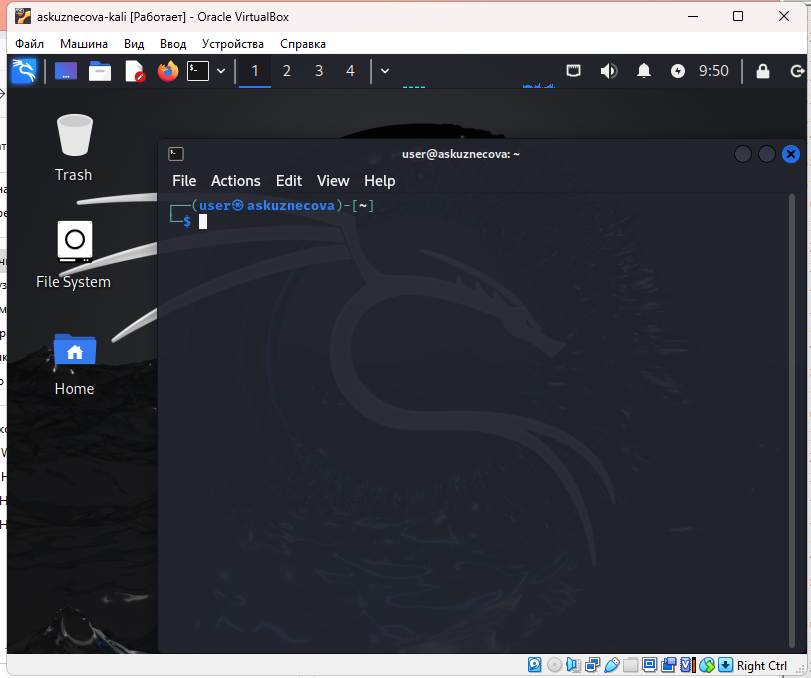 askuznecova-kali [Работает] - Oracle VirtualBox
Файл Машина Вид Ввод Устройства Справка
1 2 3 4 9:50
Trash
File System
Home
user@askuznecova: ~
File Actions Edit View Help
┌──(user㉿askuznecova)-[~]
└─$
Right Ctrl